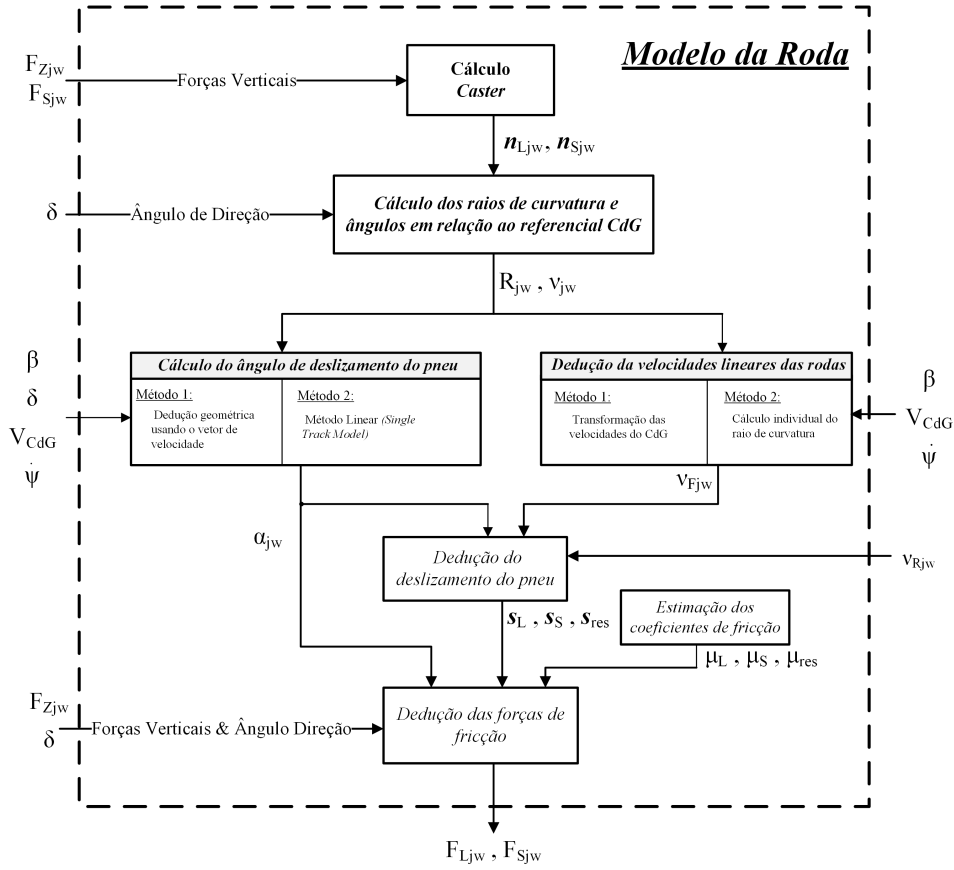 Modelo da Roda
F_Zjw
F_Sjw
Forças Verticais
Cálculo
Caster
n_Ljw, n_Sjw
δ
Ângulo de Direção
Cálculo dos raios de curvatura e
ângulos em relação ao referencial CdG
R_jw , ν_jw
β
δ
V_CdG
ψ̇
Cálculo do ângulo de deslizamento do pneu
Método 1:
Dedução geométrica
usando o vetor de
velocidade
Método 2:
Método Linear (Single
Track Model)
Dedução da velocidades lineares das rodas
Método 1:
Transformação das
velocidades do CdG
Método 2:
Cálculo individual do
raio de curvatura
β
V_CdG
ψ̇
ν_Fjw
α_jw
Dedução do
deslizamento do pneu
ν_Rjw
s_L , s_S , s_res
Estimação dos
coeficientes de fricção
μ_L , μ_S , μ_res
F_Zjw
δ
Forças Verticais & Ângulo Direção
Dedução das forças de
fricção
F_Ljw , F_Sjw